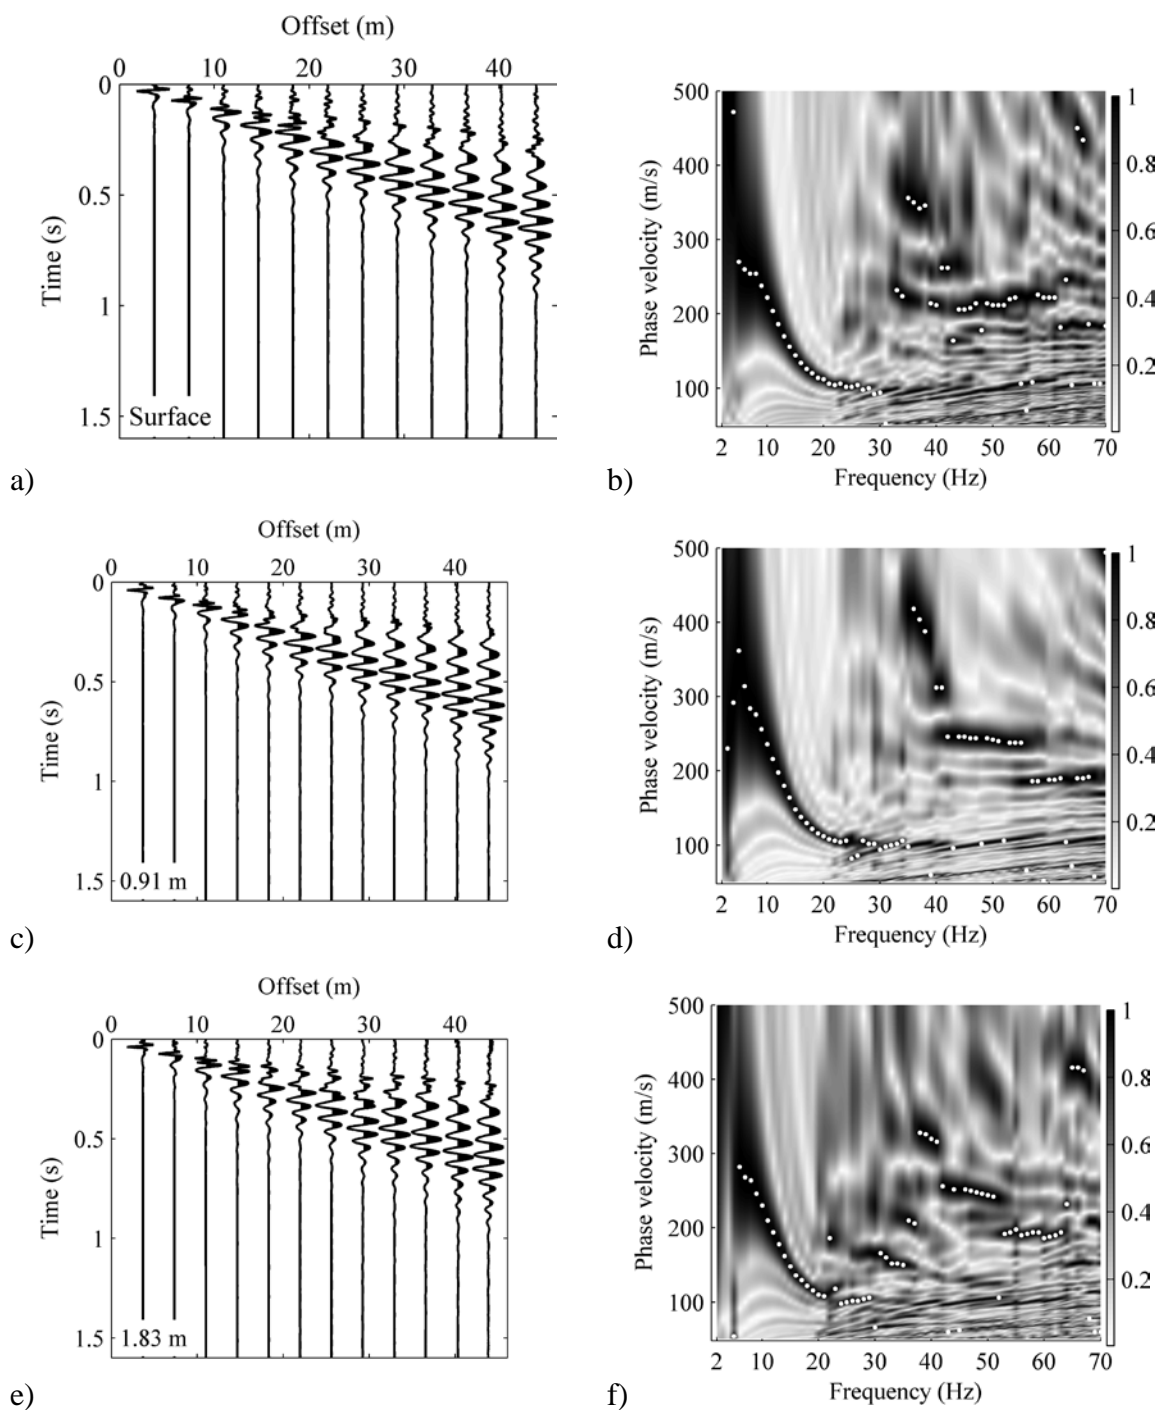 Offset (m)
0 10 20 30 40
0
0.5
1
1.5
Time (s)
Surface
a)
500
400
300
200
100
Phase velocity (m/s)
2 10 20 30 40 50 60 70
Frequency (Hz)
1
0.8
0.6
0.4
0.2
b)
Offset (m)
0 10 20 30 40
0
0.5
1
1.5
Time (s)
0.91 m
c)
500
400
300
200
100
Phase velocity (m/s)
2 10 20 30 40 50 60 70
Frequency (Hz)
1
0.8
0.6
0.4
0.2
d)
Offset (m)
0 10 20 30 40
0
0.5
1
1.5
Time (s)
1.83 m
e)
500
400
300
200
100
Phase velocity (m/s)
2 10 20 30 40 50 60 70
Frequency (Hz)
1
0.8
0.6
0.4
0.2
f)